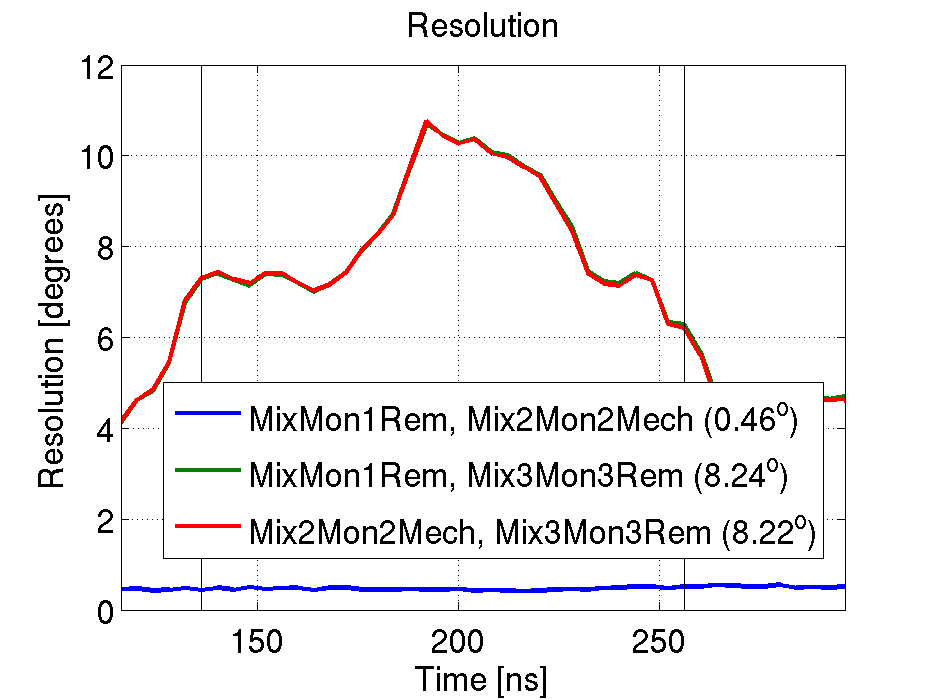 Resolution
12
10
8
6
4
2
0
Resolution [degrees]
MixMon1Rem, Mix2Mon2Mech (0.46°)
MixMon1Rem, Mix3Mon3Rem (8.24°)
Mix2Mon2Mech, Mix3Mon3Rem (8.22°)
150 200 250
Time [ns]